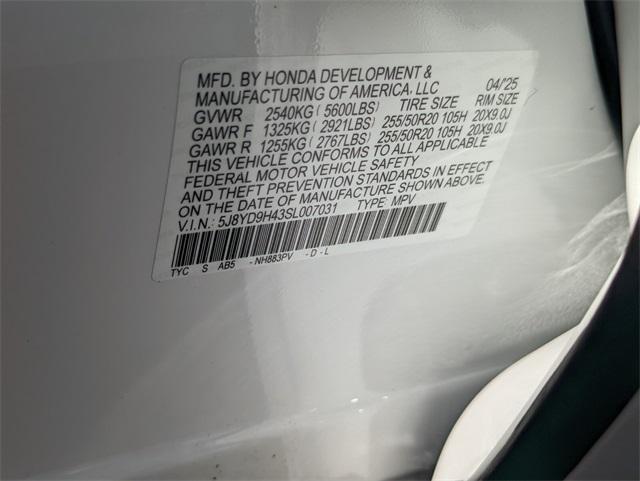 MFD. BY HONDA DEVELOPMENT & 04/'25
MANUFACTURING OF AMERICA, LLC
GVWR 2540KG ( 5600LBS) TIRE SIZE RIM SIZE
GAWR F 1325KG ( 2921LBS) 255/50R20 105H 20X9.0J
GAWR R 1255KG ( 2767LBS) 255/50R20 105H 20X9.0J
THIS VEHICLE CONFORMS TO ALL APPLICABLE
FEDERAL MOTOR VEHICLE SAFETY
AND THEFT PREVENTION STANDARDS IN EFFECT
ON THE DATE OF MANUFACTURE SHOWN ABOVE.
V.I.N.: 5J8YD9H43SL007031 TYPE: MPV
TYC S AB5 - NH883PV - D - L